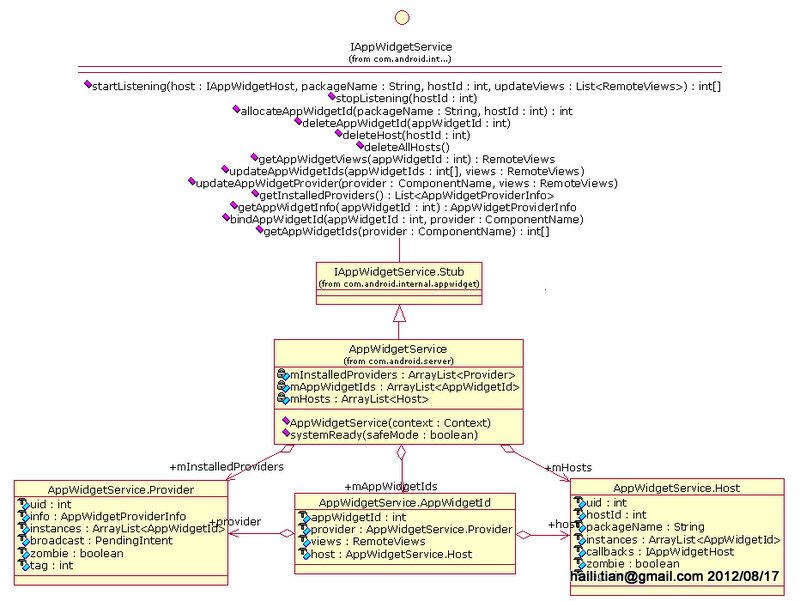 IAppWidgetService
(from com.android.int...)
startListening(host : IAppWidgetHost, packageName : String, hostId : int, updateViews : List<RemoteViews>) : int[]
stopListening(hostId : int)
allocateAppWidgetId(packageName : String, hostId : int) : int
deleteAppWidgetId(appWidgetId : int)
deleteHost(hostId : int)
deleteAllHosts()
getAppWidgetViews(appWidgetId : int) : RemoteViews
updateAppWidgetIds(appWidgetIds : int[], views : RemoteViews)
updateAppWidgetProvider(provider : ComponentName, views : RemoteViews)
getInstalledProviders() : List<AppWidgetProviderInfo>
getAppWidgetInfo(appWidgetId : int) : AppWidgetProviderInfo
bindAppWidgetId(appWidgetId : int, provider : ComponentName)
getAppWidgetIds(provider : ComponentName) : int[]
IAppWidgetService.Stub
(from com.android.internal.appwidget)
AppWidgetService
(from com.android.server)
mInstalledProviders : ArrayList<Provider>
mAppWidgetIds : ArrayList<AppWidgetId>
mHosts : ArrayList<Host>
AppWidgetService(context : Context)
systemReady(safeMode : boolean)
+mInstalledProviders
+mAppWidgetIds
+mHosts
AppWidgetService.Provider
uid : int
info : AppWidgetProviderInfo
instances : ArrayList<AppWidgetId>
broadcast : PendingIntent
zombie : boolean
tag : int
+provider
AppWidgetService.AppWidgetId
appWidgetId : int
provider : AppWidgetService.Provider
views : RemoteViews
host : AppWidgetService.Host
+host
AppWidgetService.Host
uid : int
hostId : int
packageName : String
instances : ArrayList<AppWidgetId>
callbacks : IAppWidgetHost
zombie : boolean
haili.tian@gmail.com 2012/08/17